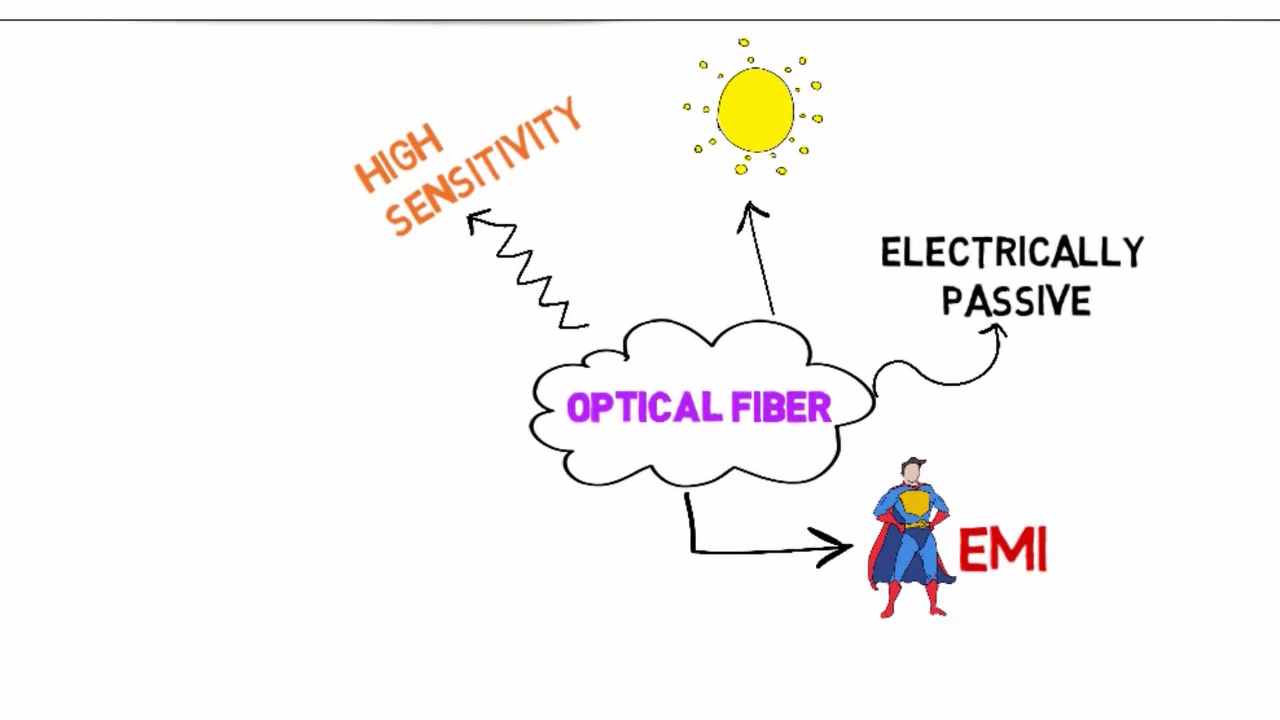 HIGH
SENSITIVITY
ELECTRICALLY
PASSIVE
OPTICAL FIBER
EMI